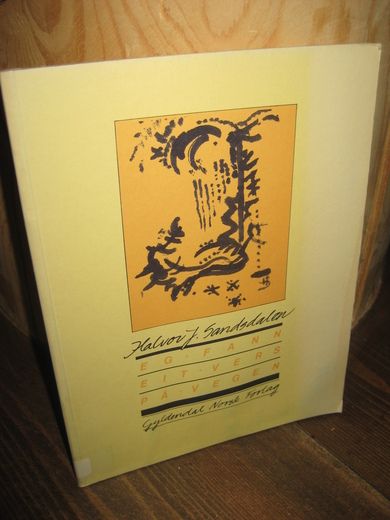 Halvor J. Sandsdalen
EG · FANN
EIT · VERS
PÅ VEGEN
Gyldendal Norsk Forlag